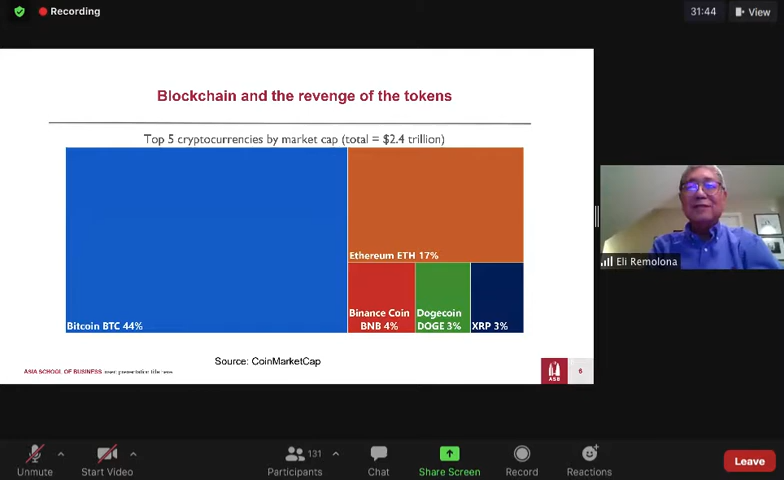 Recording
31:44
View
Blockchain and the revenge of the tokens
Top 5 cryptocurrencies by market cap (total = $2.4 trillion)
Bitcoin BTC 44%
Ethereum ETH 17%
Binance Coin
BNB 4%
Dogecoin
DOGE 3%
XRP 3%
Source: CoinMarketCap
ASIA SCHOOL OF BUSINESS
ASB
6
Eli Remolona
Unmute
Start Video
131
Participants
Chat
Share Screen
Record
Reactions
Leave